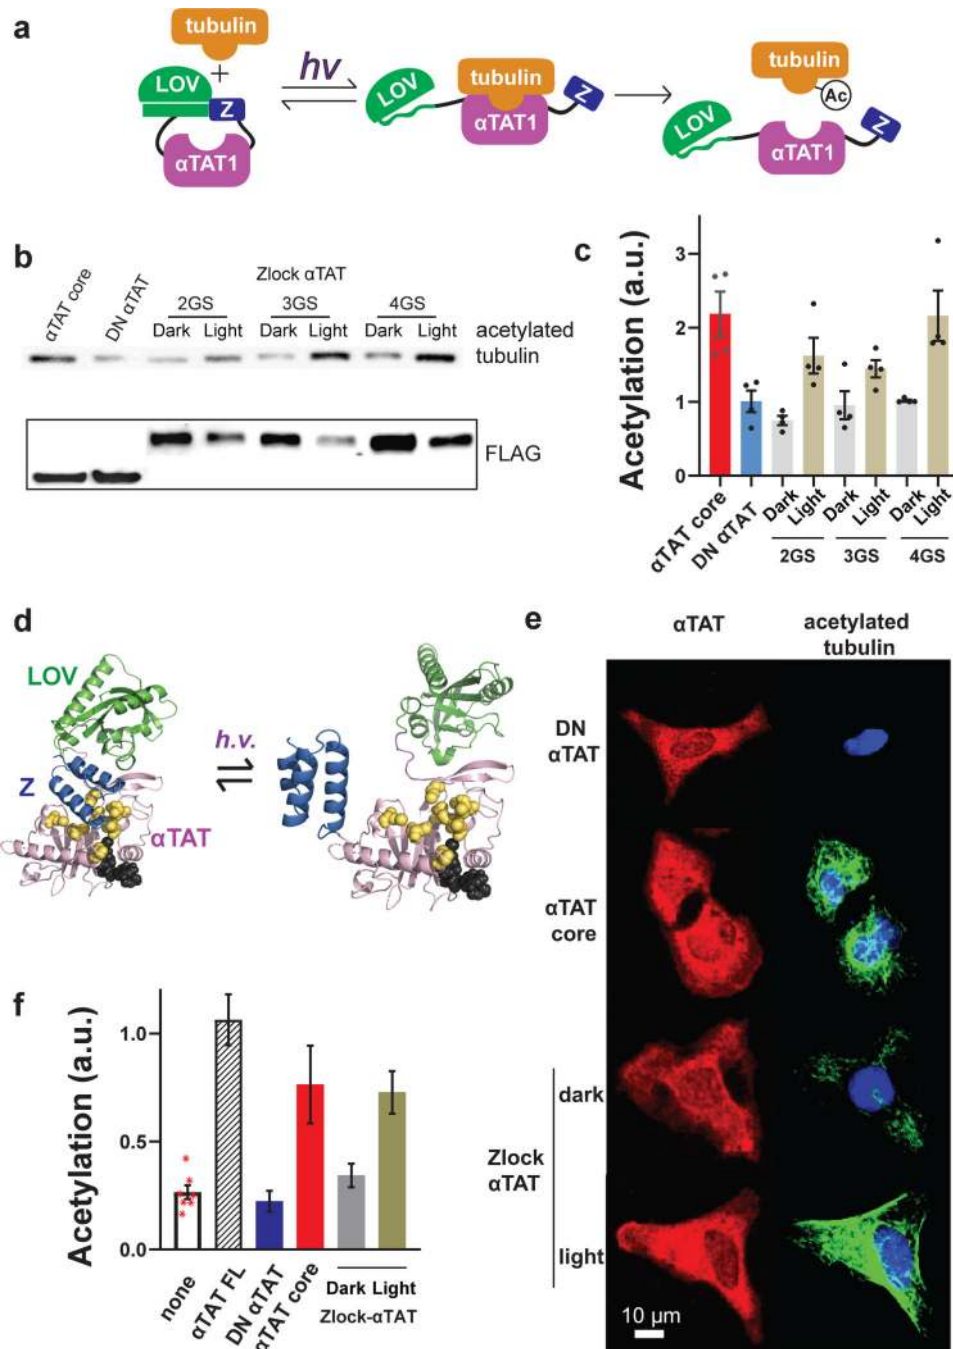 a
tubulin
+
LOV
Z
αTAT1
hν
LOV
tubulin
αTAT1
Z
tubulin
Ac
LOV
αTAT1
Z
b
αTAT core
DN αTAT
Zlock αTAT
2GS
3GS
4GS
Dark Light
Dark Light
Dark Light
acetylated
tubulin
FLAG
c
Acetylation (a.u.)
3
2
1
0
αTAT core
DN αTAT
Dark
Light
Dark
Light
Dark
Light
2GS
3GS
4GS
d
LOV
Z
αTAT
h.v.
e
αTAT
acetylated
tubulin
DN
αTAT
αTAT
core
Zlock
αTAT
dark
light
10 µm
f
Acetylation (a.u.)
1.0
0.5
0.0
none
αTAT FL
DN αTAT
αTAT core
Dark Light
Zlock-αTAT